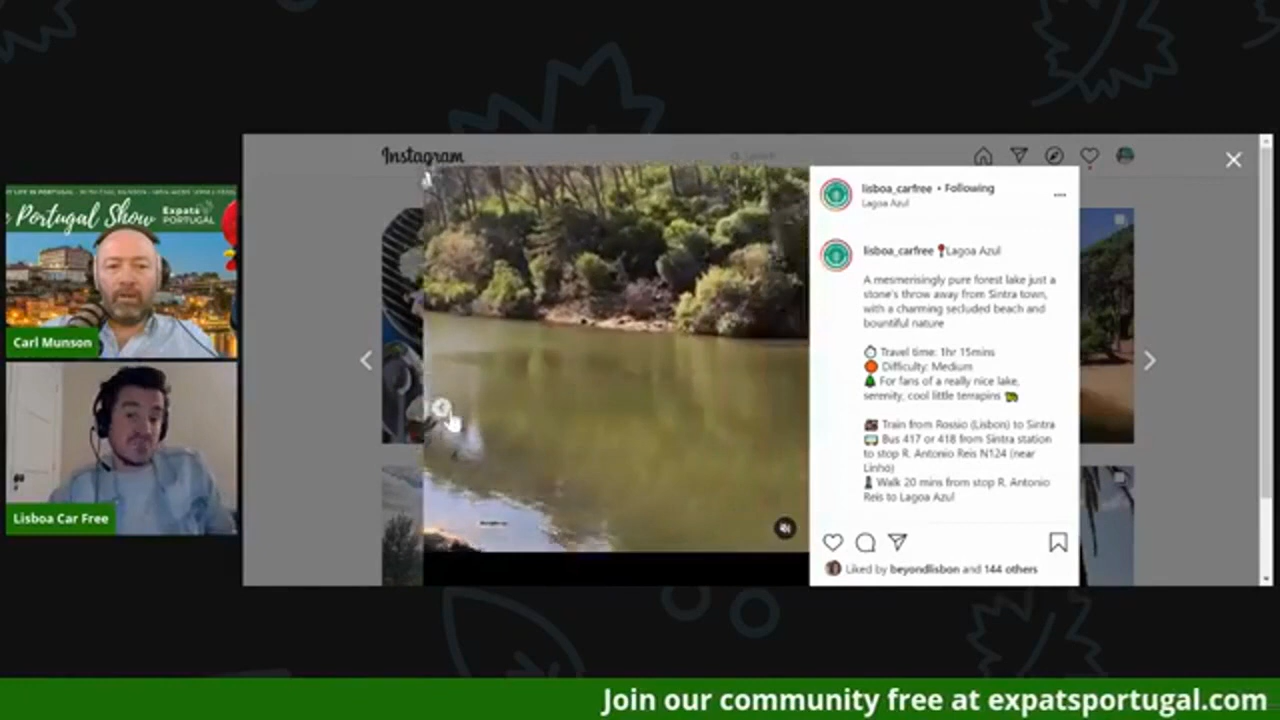 Instagram
Portugal Show
Expats
PORTUGAL
Carl Munson
Lisboa Car Free
lisboa_carfree • Following
Lagoa Azul
lisboa_carfree 📍Lagoa Azul
A mesmerisingly pure forest lake just a
stone's throw away from Sintra town,
with a charming secluded beach and
bountiful nature
⏱ Travel time: 1hr 15mins
🟠 Difficulty: Medium
🌲 For fans of a really nice lake,
serenity, cool little terrapins 🐢
🚂 Train from Rossio (Lisbon) to Sintra
🚌 Bus 417 or 418 from Sintra station
to stop R. Antonio Reis N124 (near
Linhó)
Walk 20 mins from stop R. Antonio
Reis to Lagoa Azul
Liked by beyondlisbon and 144 others
Join our community free at expatsportugal.com